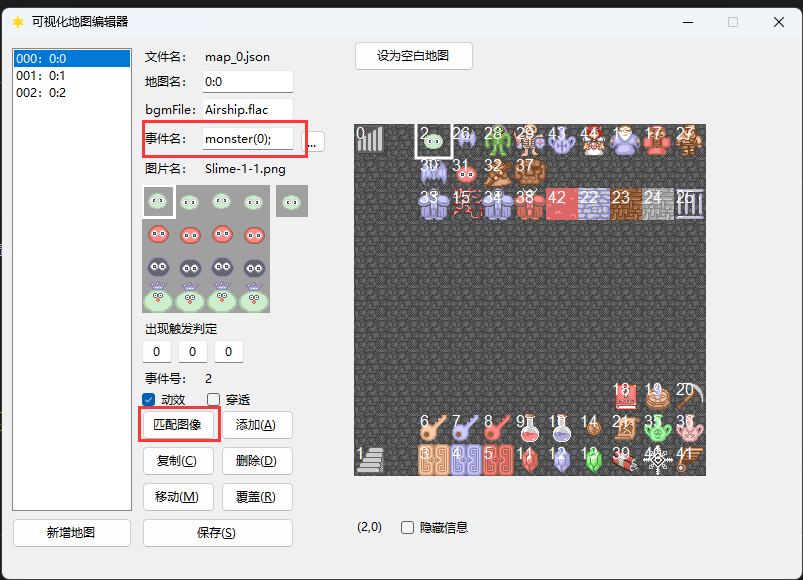 可视化地图编辑器
000: 0:0
001: 0:1
002: 0:2
新增地图
文件名: map_0.json
地图名: 0:0
bgmFile: Airship.flac
事件名: monster(0); ...
图片名: Slime-1-1.png
出现触发判定
0 0 0
事件号: 2
动效 穿透
匹配图像 添加(A)
复制(C) 删除(D)
移动(M) 覆盖(R)
保存(S)
设为空白地图
0 2 26 28 29 43 44 16 17 27
30 31 32 37
33 15 34 38 42 22 23 24 25
18 19 20
6 7 8 9 10 14 21 35 36
1 3 4 5 11 12 13 39 40 41
(2,0) 隐藏信息